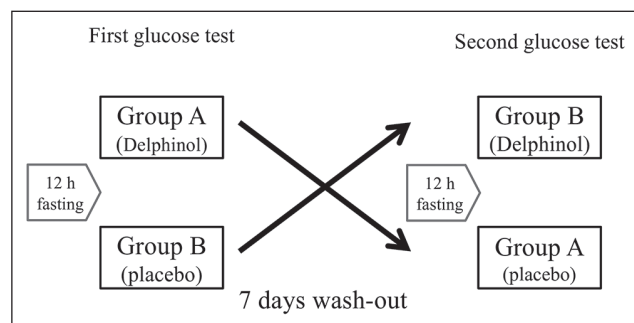 First glucose test
Second glucose test
Group A
(Delphinol)
Group B
(Delphinol)
12 h
fasting
12 h
fasting
Group B
(placebo)
Group A
(placebo)
7 days wash-out